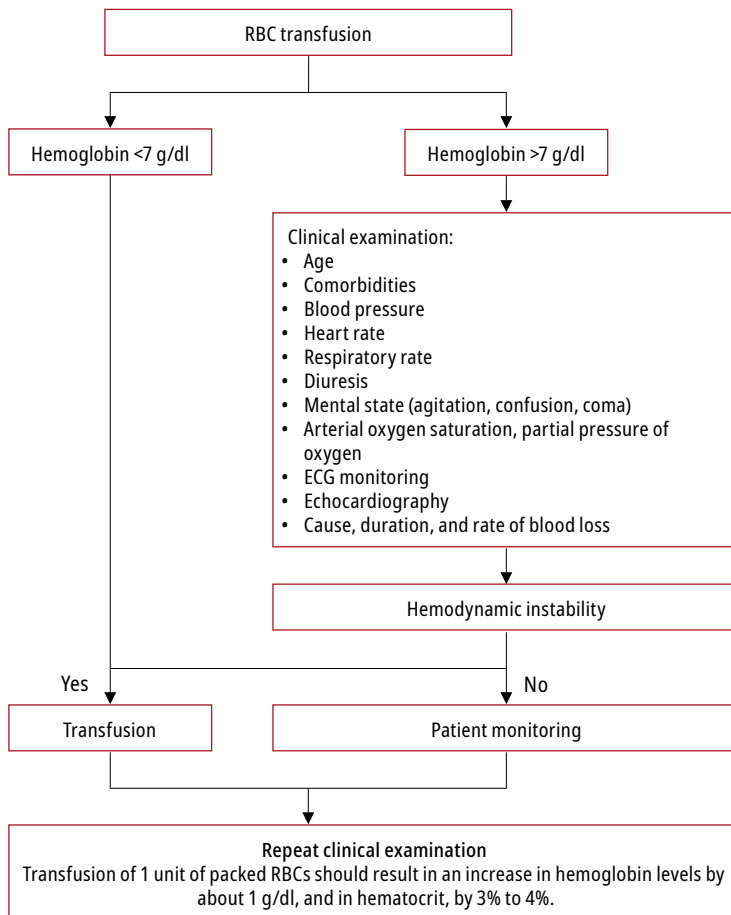 RBC transfusion
Hemoglobin <7 g/dl
Hemoglobin >7 g/dl
Clinical examination:
• Age
• Comorbidities
• Blood pressure
• Heart rate
• Respiratory rate
• Diuresis
• Mental state (agitation, confusion, coma)
• Arterial oxygen saturation, partial pressure of
oxygen
• ECG monitoring
• Echocardiography
• Cause, duration, and rate of blood loss
Hemodynamic instability
Yes
No
Transfusion
Patient monitoring
Repeat clinical examination
Transfusion of 1 unit of packed RBCs should result in an increase in hemoglobin levels by
about 1 g/dl, and in hematocrit, by 3% to 4%.